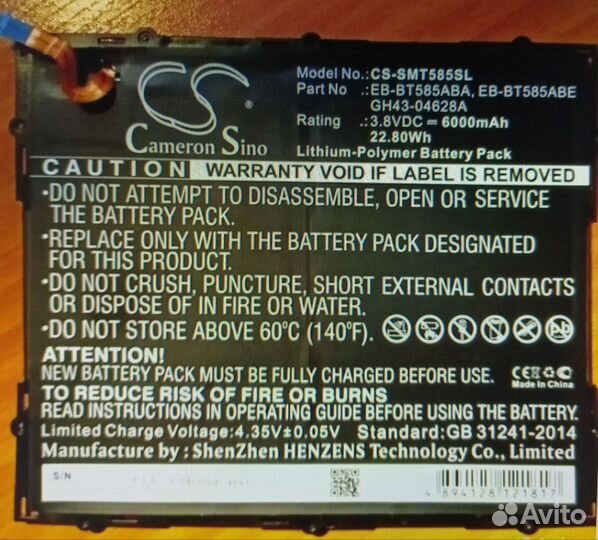 CS
Cameron Sino
Model No.: CS-SMT585SL
Part No : EB-BT585ABA, EB-BT585ABE
GH43-04628A
Rating : 3.8VDC = 6000mAh
22.80Wh
Lithium-Polymer Battery Pack
CAUTION WARRANTY VOID IF LABEL IS REMOVED
•DO NOT ATTEMPT TO DISASSEMBLE, OPEN OR SERVICE
THE BATTERY PACK.
•REPLACE ONLY WITH THE BATTERY PACK DESIGNATED
FOR THIS PRODUCT.
•DO NOT CRUSH, PUNCTURE, SHORT EXTERNAL CONTACTS
OR DISPOSE OF IN FIRE OR WATER.
•DO NOT STORE ABOVE 60°C (140°F).
ATTENTION!
NEW BATTERY PACK MUST BE FULLY CHARGED BEFORE USE.
TO REDUCE RISK OF FIRE OR BURNS
READ INSTRUCTIONS IN OPERATING GUIDE BEFORE PUTTING INTO USE.
CE
Made In China
Limited Charge Voltage:4.35V±0.05V Standard:GB 31241-2014
Manufacture by: ShenZhen HENZENS Technology Co., Limited
S/N
4 894128 121817
Avito